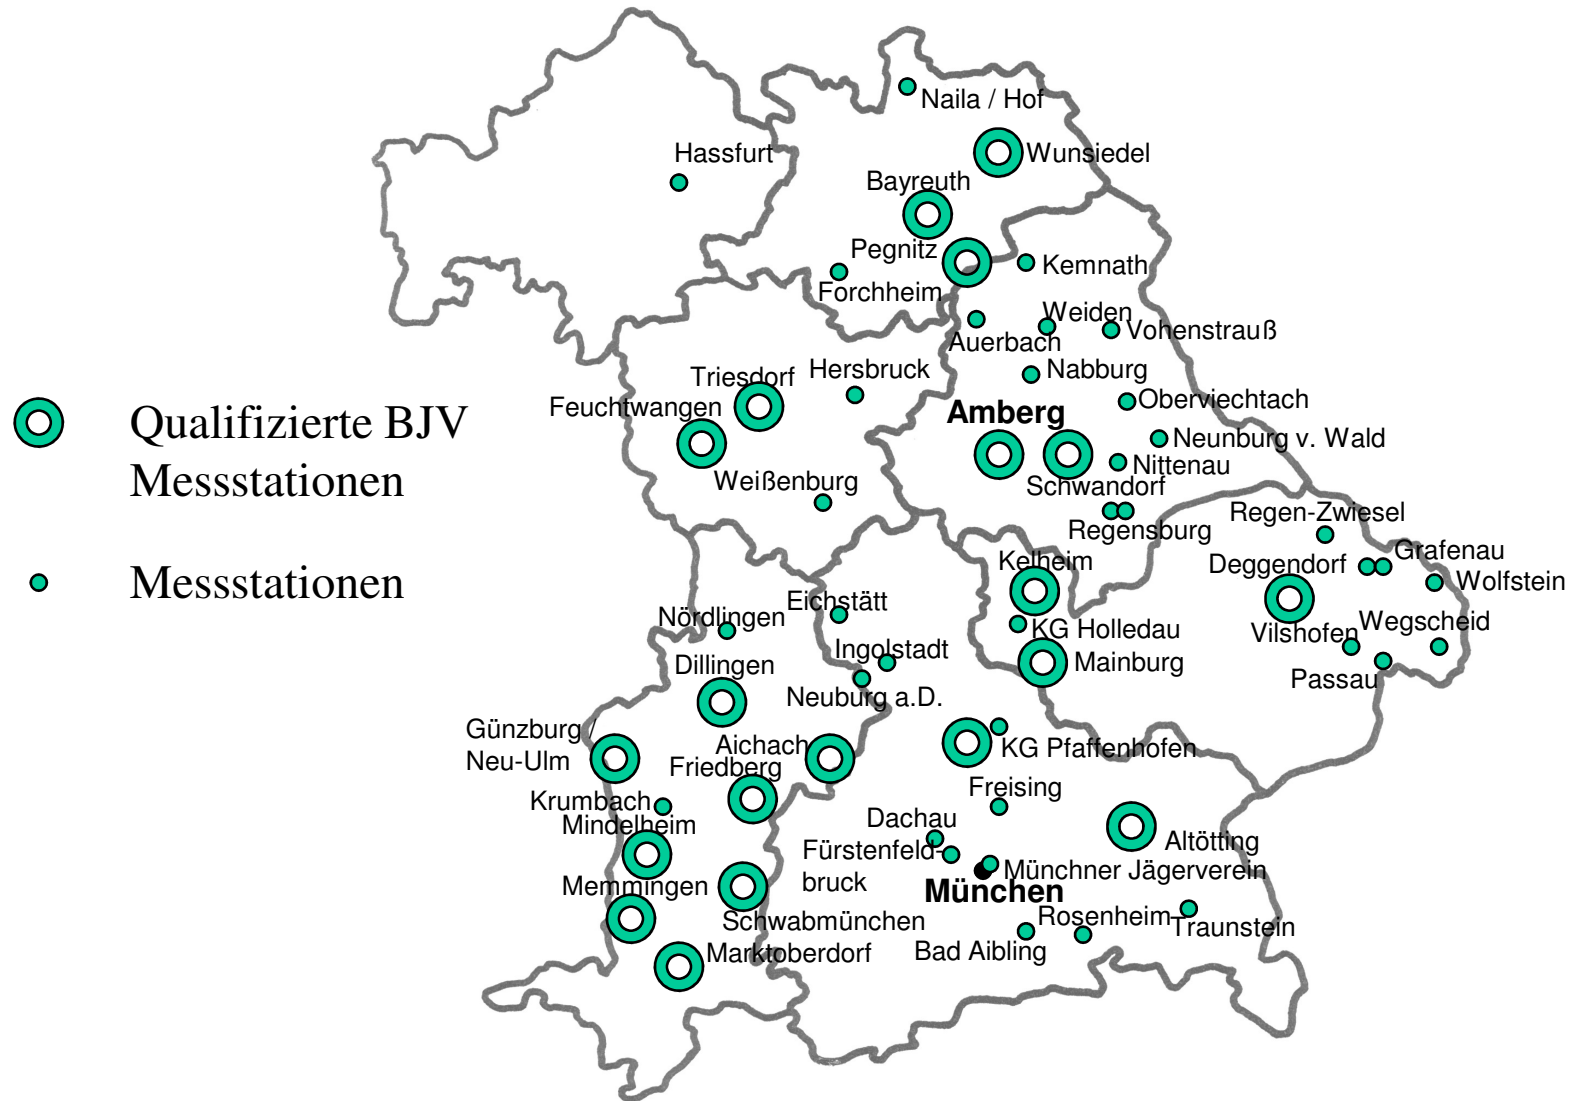 Naila / Hof
Hassfurt
Wunsiedel
Bayreuth
Pegnitz
Kemnath
Forchheim
Weiden
Vohenstrauß
Auerbach
Nabburg
Hersbruck
Triesdorf
Feuchtwangen
Oberviechtach
Amberg
Qualifizierte BJV
Messstationen
Neunburg v. Wald
Nittenau
Weißenburg
Schwandorf
Regensburg
Regen-Zwiesel
Grafenau
Deggendorf
Kelheim
Messstationen
Wolfstein
Eichstätt
Nördlingen
Wegscheid
KG Holledau
Vilshofen
Ingolstadt
Dillingen
Mainburg
Passau
Neuburg a.D.
Günzburg /
Neu-Ulm
Aichach
KG Pfaffenhofen
Friedberg
Freising
Krumbach
Mindelheim
Dachau
Altötting
Fürstenfeld-
bruck
Münchner Jägerverein
Memmingen
München
Schwabmünchen
Rosenheim
Traunstein
Marktoberdorf
Bad Aibling